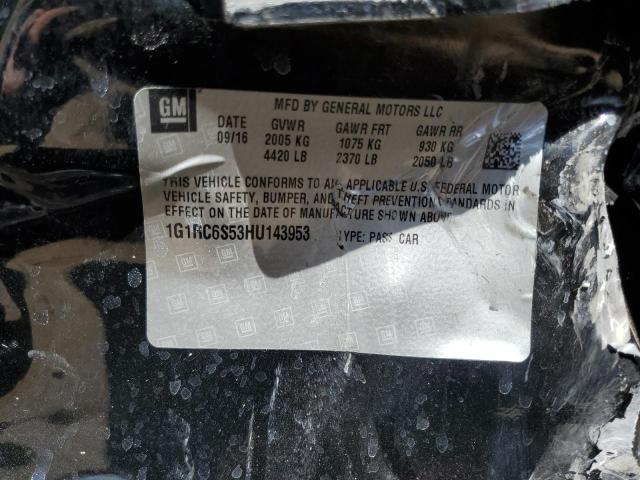 GM
MFD BY GENERAL MOTORS LLC
DATE GVWR GAWR FRT GAWR RR
09/16 2005 KG 1075 KG 930 KG
4420 LB 2370 LB 2050 LB
THIS VEHICLE CONFORMS TO ALL APPLICABLE U.S. FEDERAL MOTOR
VEHICLE SAFETY, BUMPER, AND THEFT PREVENTION STANDARDS IN
EFFECT ON THE DATE OF MANUFACTURE SHOWN ABOVE.
1G1RC6S53HU143953 TYPE: PASS CAR